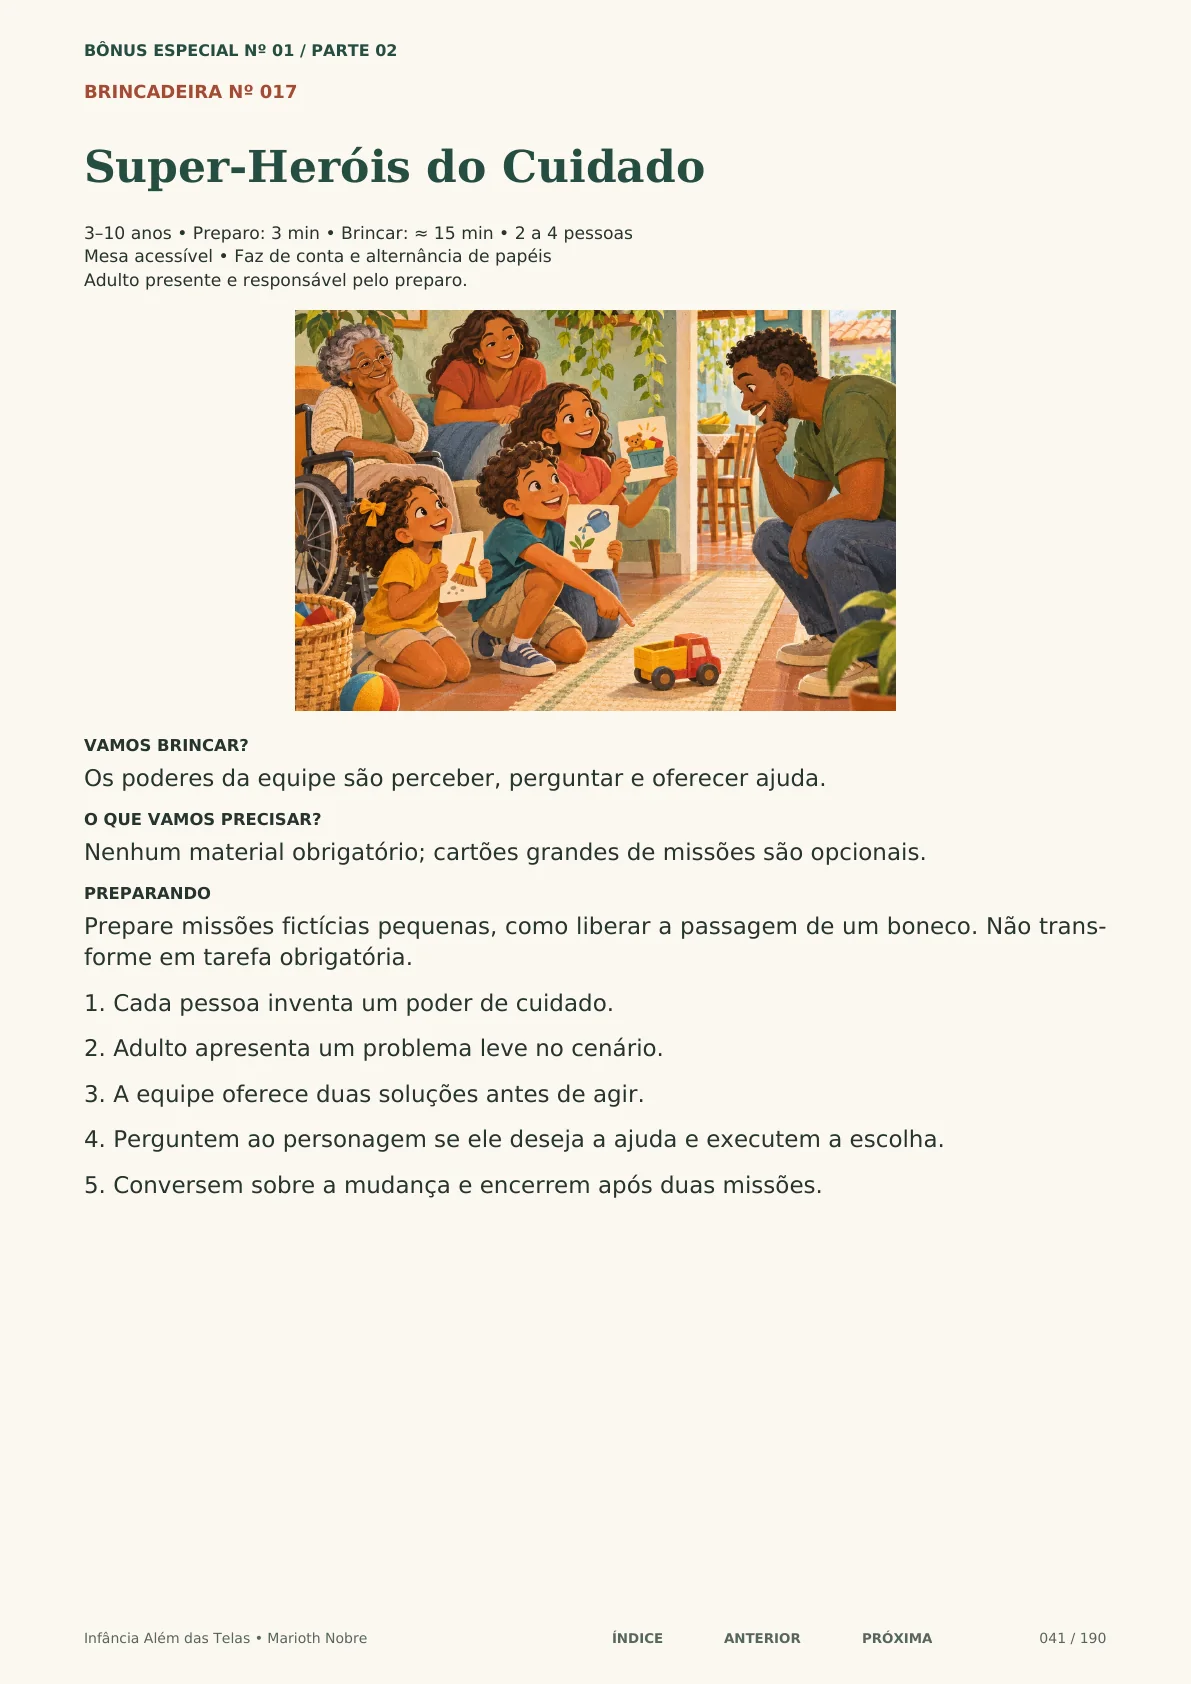 BÔNUS ESPECIAL Nº 01 / PARTE 02
BRINCADEIRA Nº 017
Super-Heróis do Cuidado
3–10 anos • Preparo: 3 min • Brincar: ≈ 15 min • 2 a 4 pessoas
Mesa acessível • Faz de conta e alternância de papéis
Adulto presente e responsável pelo preparo.
VAMOS BRINCAR?
Os poderes da equipe são perceber, perguntar e oferecer ajuda.
O QUE VAMOS PRECISAR?
Nenhum material obrigatório; cartões grandes de missões são opcionais.
PREPARANDO
Prepare missões fictícias pequenas, como liberar a passagem de um boneco. Não trans-
forme em tarefa obrigatória.
1. Cada pessoa inventa um poder de cuidado.
2. Adulto apresenta um problema leve no cenário.
3. A equipe oferece duas soluções antes de agir.
4. Perguntem ao personagem se ele deseja a ajuda e executem a escolha.
5. Conversem sobre a mudança e encerrem após duas missões.
Infância Além das Telas • Marioth Nobre ÍNDICE ANTERIOR PRÓXIMA 041 / 190